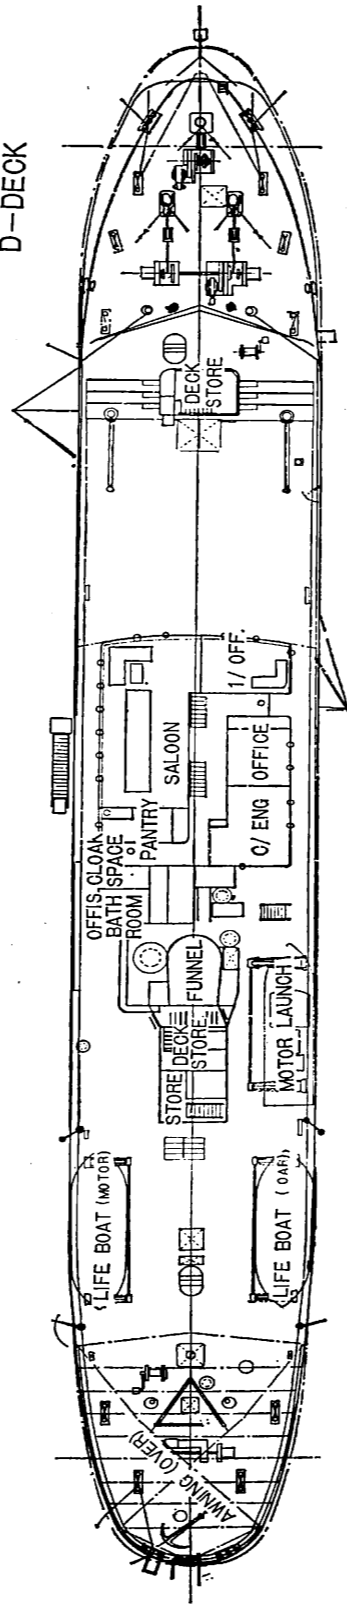 D-DECK
DECK
STORE
1/ OFF.
SALOON
OFFICE
C/ ENG
PANTRY
OFFIS CLOAK
BATH SPACE
ROOM
FUNNEL
MOTOR LAUNCH
DECK
STORE
STORE
LIFE BOAT (MOTOR)
LIFE BOAT (OAR)
AWNING (OVER)